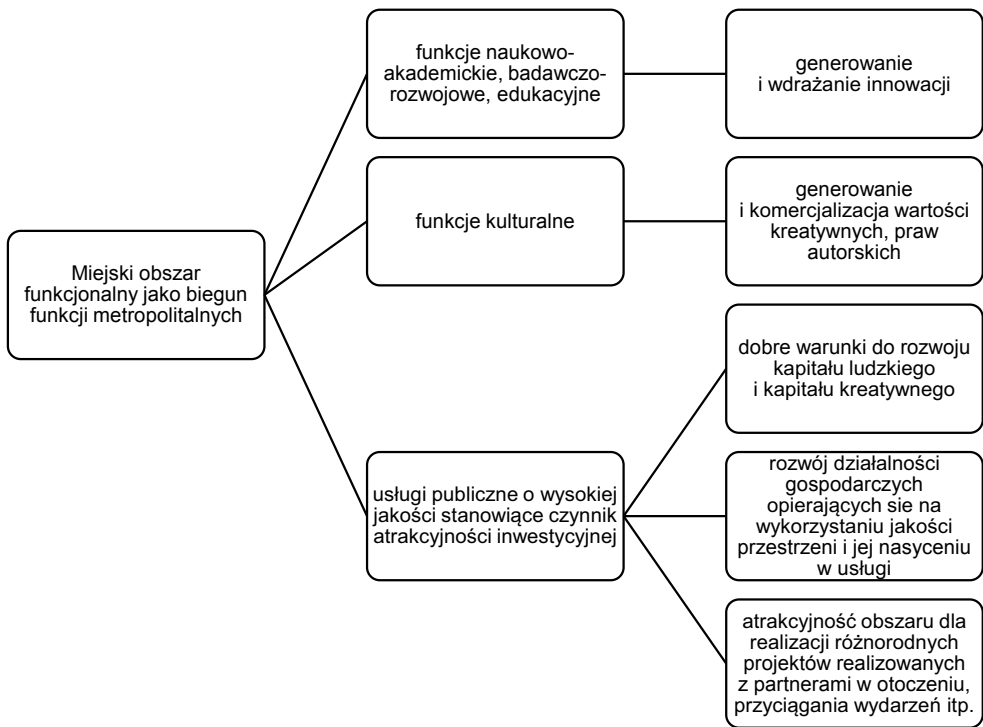 funkcje naukowo-
akademickie, badawczo-
rozwojowe, edukacyjne
generowanie
i wdrażanie innowacji
funkcje kulturalne
generowanie
i komercjalizacja wartości
kreatywnych, praw
autorskich
Miejski obszar
funkcjonalny jako biegun
funkcji metropolitalnych
dobre warunki do rozwoju
kapitału ludzkiego
i kapitału kreatywnego
usługi publiczne o wysokiej
jakości stanowiące czynnik
atrakcyjności inwestycyjnej
rozwój działalności
gospodarczych
opierających sie na
wykorzystaniu jakości
przestrzeni i jej nasyceniu
w usługi
atrakcyjność obszaru dla
realizacji różnorodnych
projektów realizowanych
z partnerami w otoczeniu,
przyciągania wydarzeń itp.